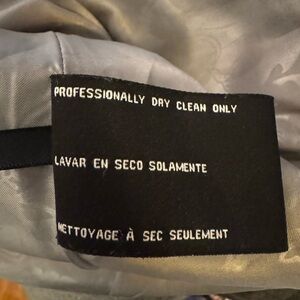 PROFESSIONALLY DRY CLEAN ONLY
LAVAR EN SECO SOLAMENTE
NETTOYAGE À SEC SEULEMENT